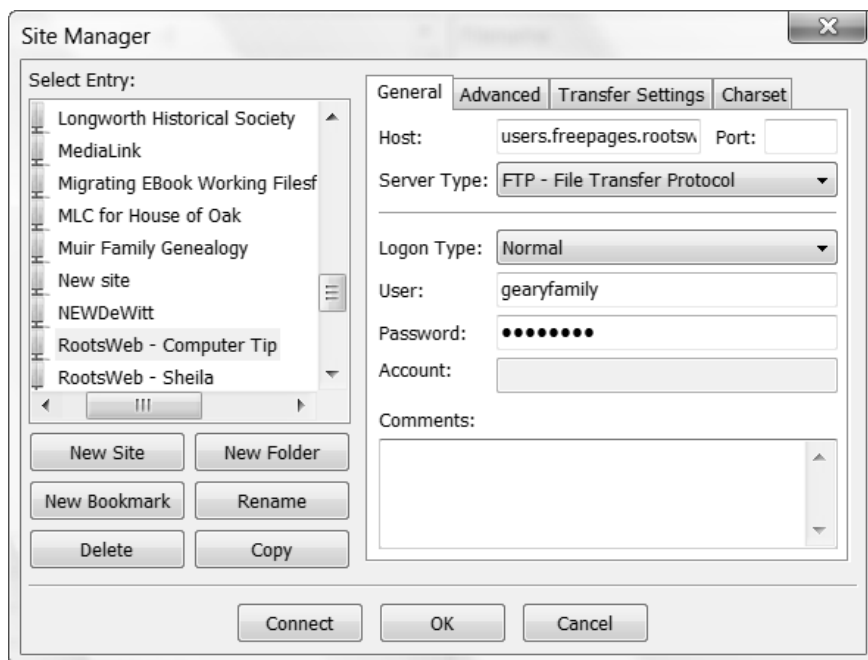 Site Manager
Select Entry:
Longworth Historical Society
MediaLink
Migrating EBook Working Filesf
MLC for House of Oak
Muir Family Genealogy
New site
NEWDeWitt
RootsWeb - Computer Tip
RootsWeb - Sheila
New Site New Folder
New Bookmark Rename
Delete Copy
General Advanced Transfer Settings Charset
Host: users.freepages.rootsw Port:
Server Type: FTP - File Transfer Protocol
Logon Type: Normal
User: gearyfamily
Password: ●●●●●●●●
Account:
Comments:
Connect OK Cancel